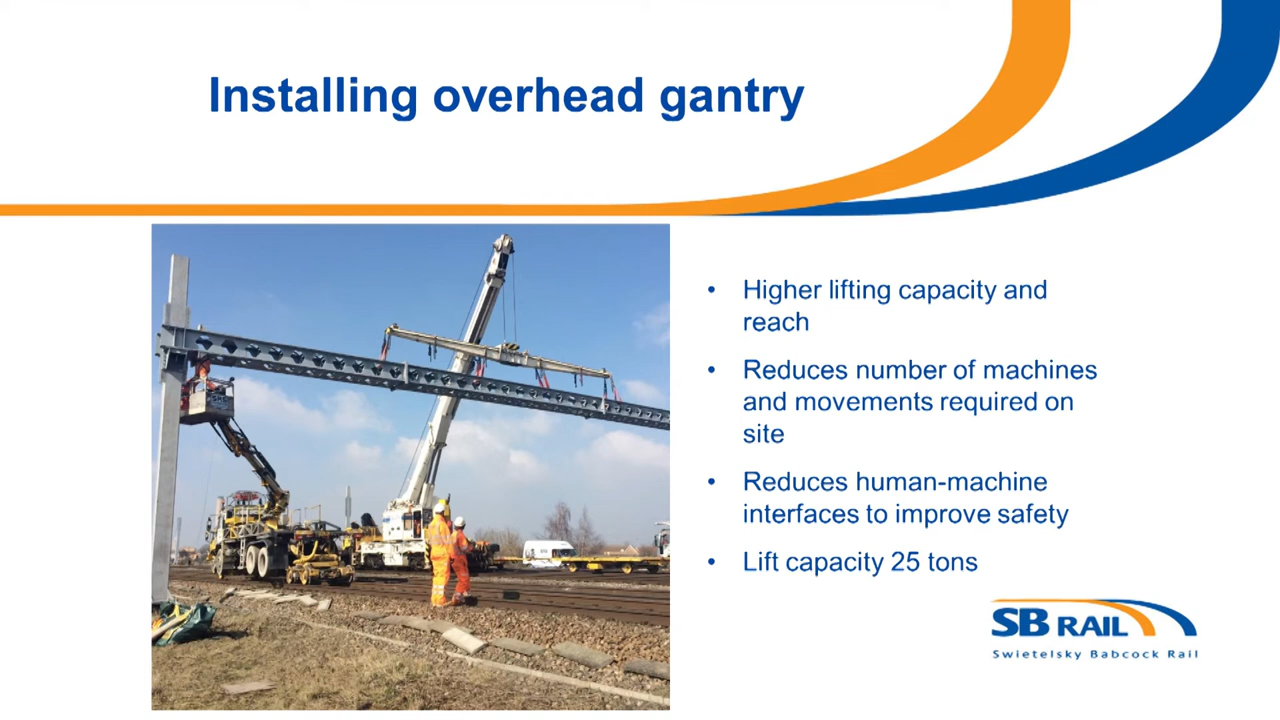 Installing overhead gantry
• Higher lifting capacity and
reach
• Reduces number of machines
and movements required on
site
• Reduces human-machine
interfaces to improve safety
• Lift capacity 25 tons
SB RAIL
Swietelsky Babcock Rail